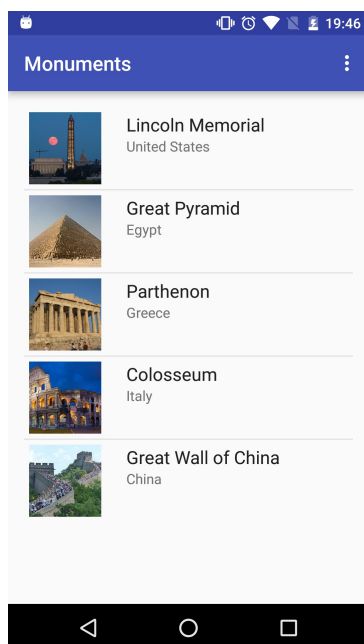 19:46
Monuments
Lincoln Memorial
United States
Great Pyramid
Egypt
Parthenon
Greece
Colosseum
Italy
Great Wall of China
China